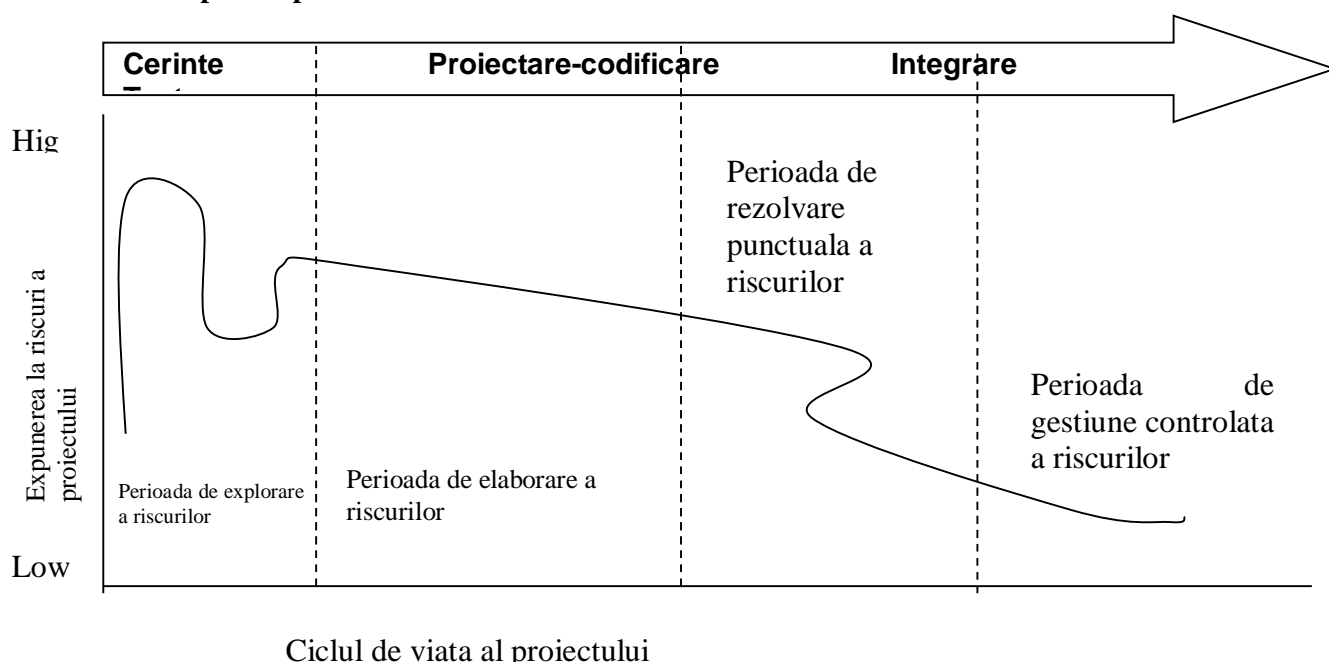 Cerinte Proiectare-codificare Integrare
Hig
Perioada de
rezolvare
punctuala a
riscurilor
Expunerea la riscuri a
proiectului
Perioada de
gestiune controlata
a riscurilor
Perioada de explorare
a riscurilor
Perioada de elaborare a
riscurilor
Low
Ciclul de viata al proiectului